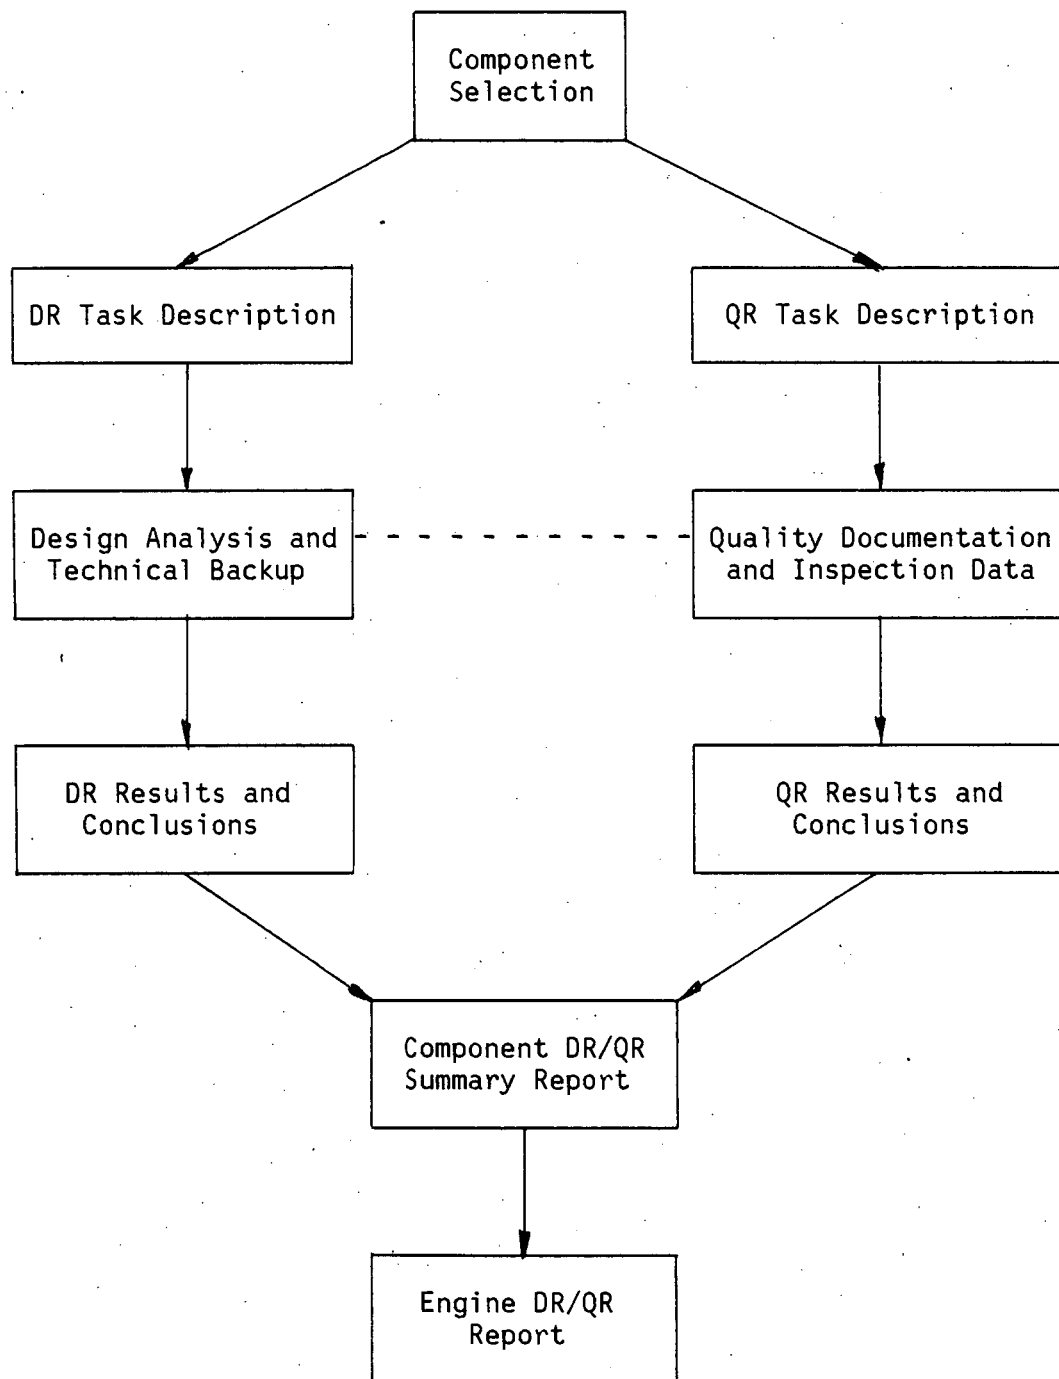 Component
Selection
DR Task Description
QR Task Description
Design Analysis and
Technical Backup
Quality Documentation
and Inspection Data
DR Results and
Conclusions
QR Results and
Conclusions
Component DR/QR
Summary Report
Engine DR/QR
Report